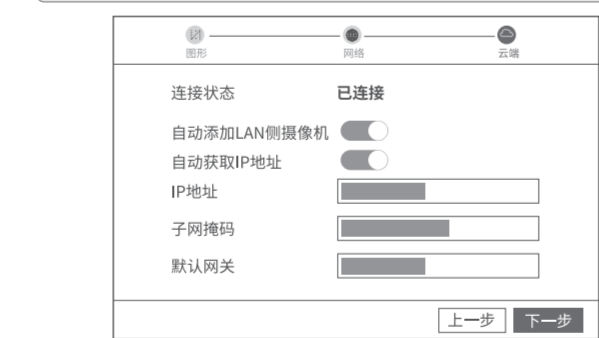 图形 网络 云端
连接状态 已连接
自动添加LAN侧摄像机
自动获取IP地址
IP地址
子网掩码
默认网关
上一步 下一步